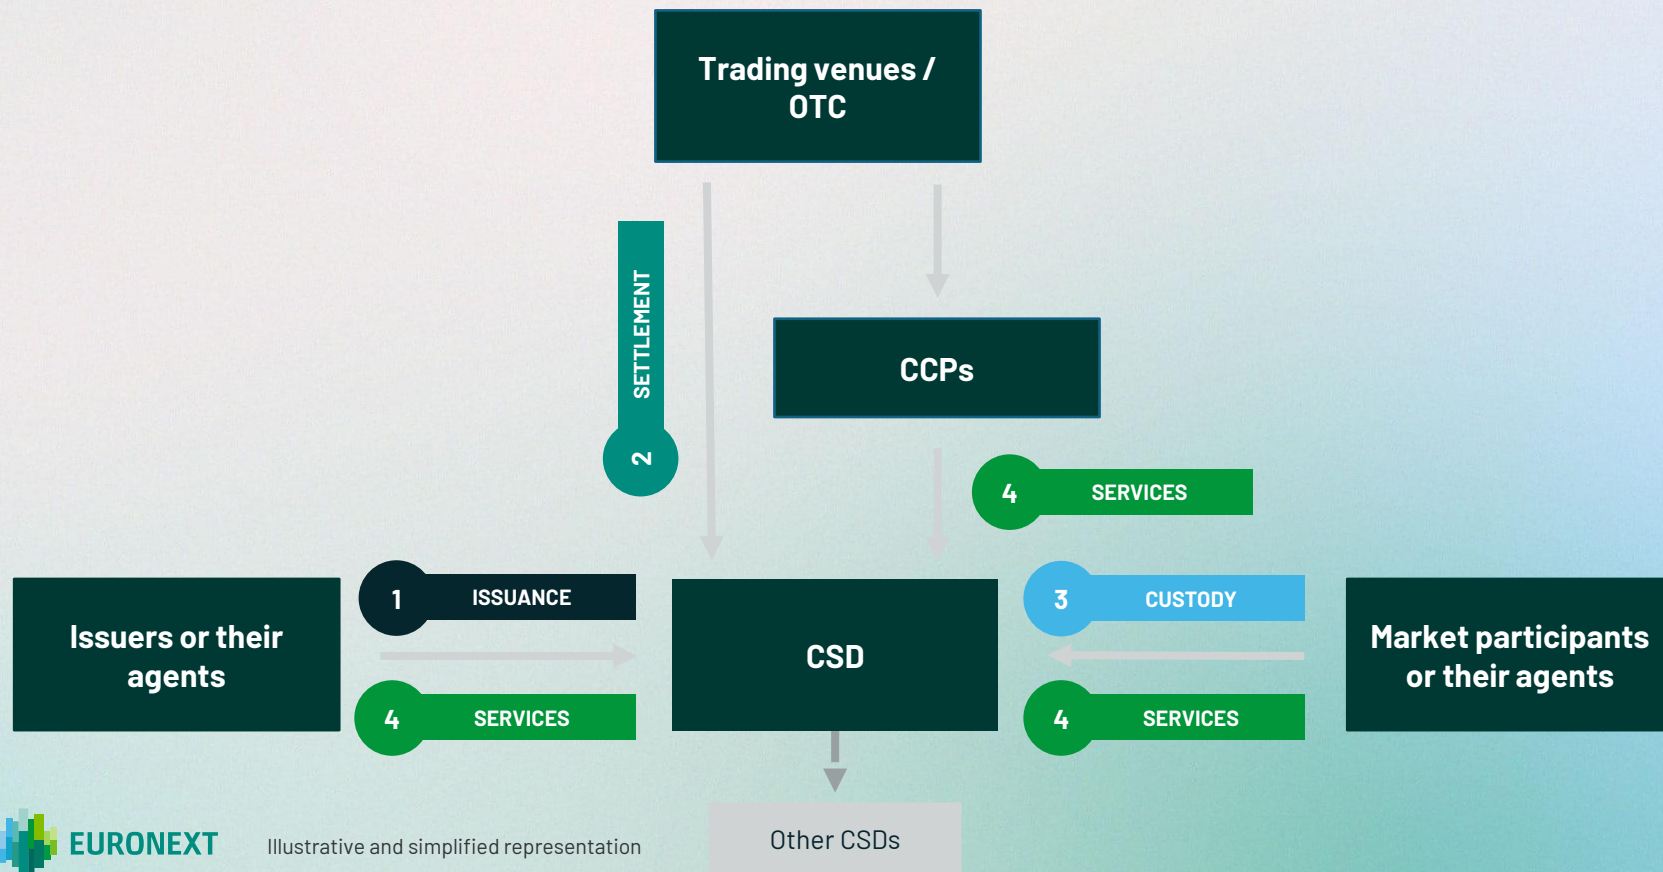 Trading venues /
OTC
SETTLEMENT
2
CCPs
4
SERVICES
Issuers or their
agents
1
ISSUANCE
4
SERVICES
CSD
3
CUSTODY
4
SERVICES
Market participants
or their agents
Other CSDs
EURONEXT
Illustrative and simplified representation